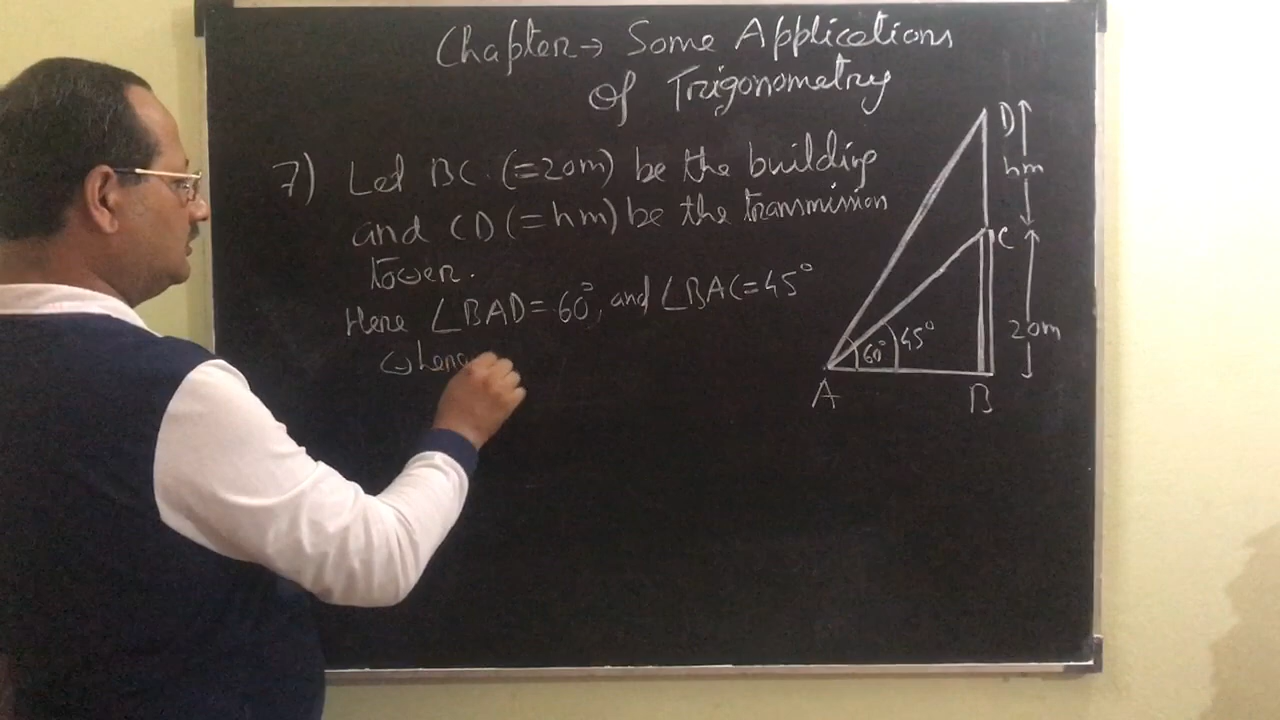 Chapter → Some Applications
of Trigonometry
7) Let BC (=20m) be the building
and CD (=hm) be the transmission
tower.
Here ∠BAD = 60°, and ∠BAC = 45°
where
D
hm
C
20m
60° 45°
A
B